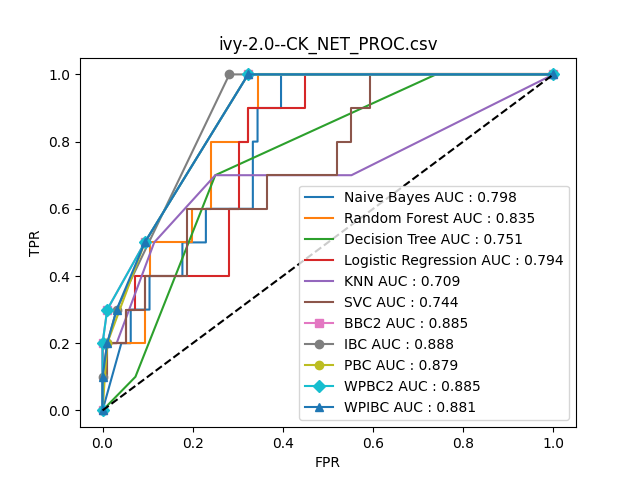 ivy-2.0--CK_NET_PROC.csv
TPR
1.0
0.8
0.6
0.4
0.2
0.0
Naive Bayes AUC : 0.798
Random Forest AUC : 0.835
Decision Tree AUC : 0.751
Logistic Regression AUC : 0.794
KNN AUC : 0.709
SVC AUC : 0.744
BBC2 AUC : 0.885
IBC AUC : 0.888
PBC AUC : 0.879
WPBC2 AUC : 0.885
WPIBC AUC : 0.881
0.0 0.2 0.4 0.6 0.8 1.0
FPR